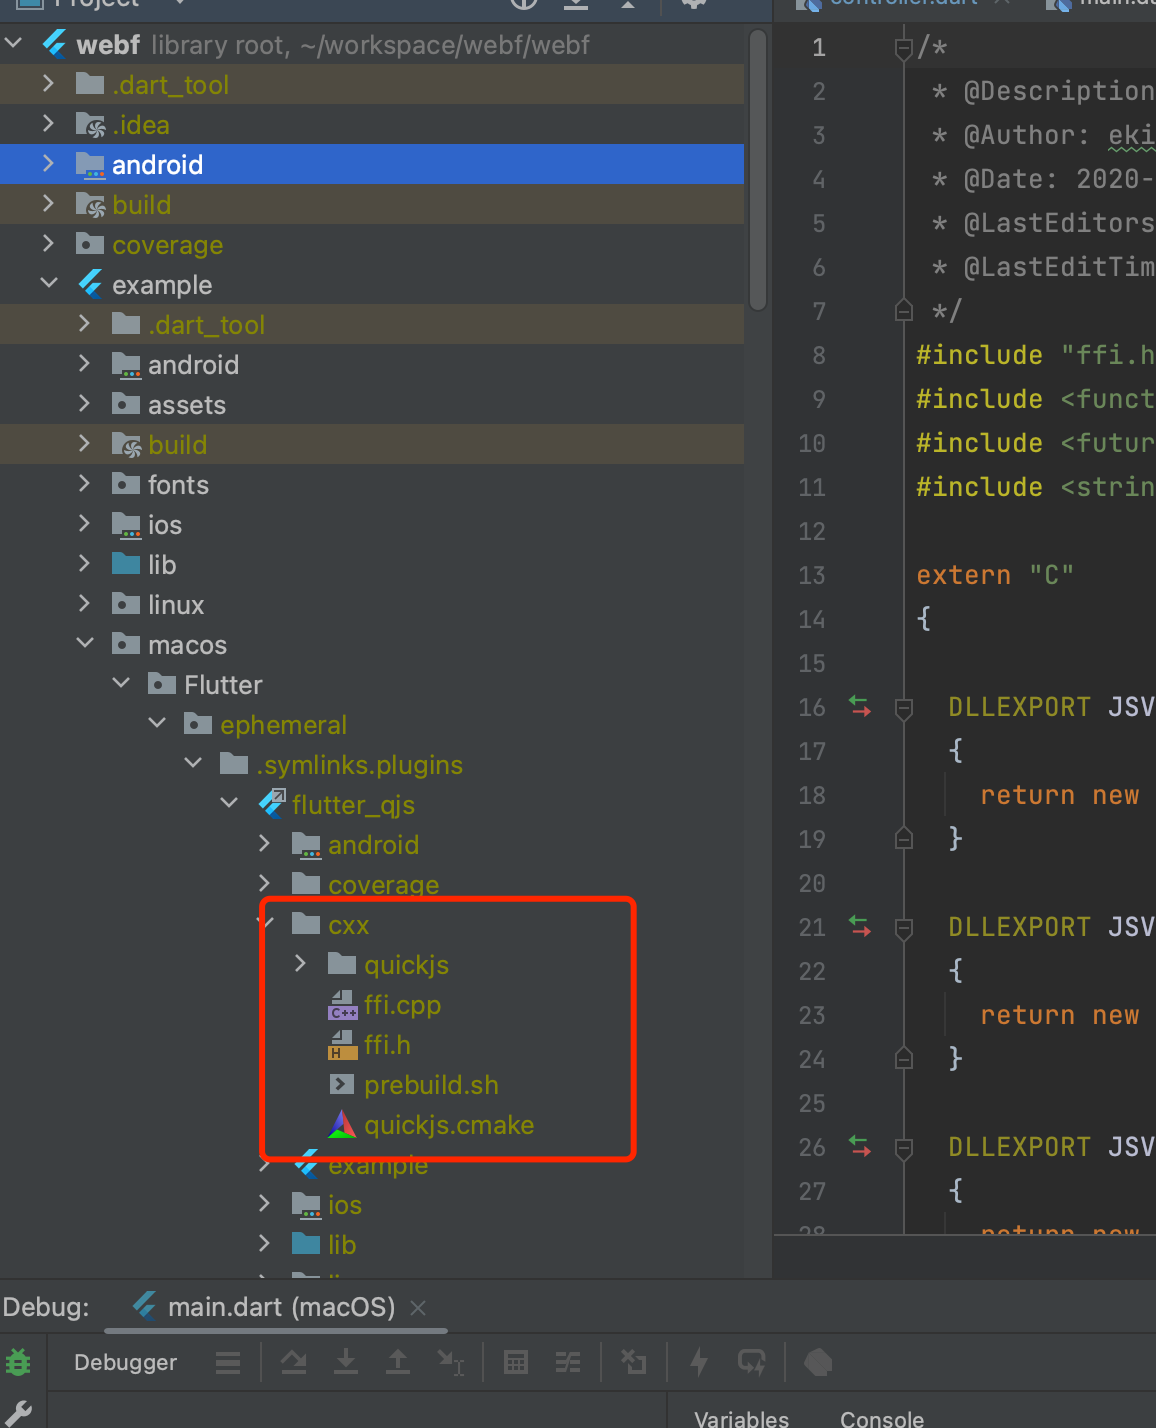 Project
webf library root, ~/workspace/webf/webf
.dart_tool
.idea
android
build
coverage
example
.dart_tool
android
assets
build
fonts
ios
lib
linux
macos
Flutter
ephemeral
.symlinks.plugins
flutter_qjs
android
coverage
cxx
quickjs
ffi.cpp
C++
ffi.h
H
prebuild.sh
quickjs.cmake
example
ios
lib
controller.dart
1 /*
2 * @Description
3 * @Author: eki
4 * @Date: 2020-
5 * @LastEditors
6 * @LastEditTim
7 */
8 #include "ffi.h
9 #include <funct
10 #include <futur
11 #include <strin
12
13 extern "C"
14 {
15
16 DLLEXPORT JSV
17 {
18 return new
19 }
20
21 DLLEXPORT JSV
22 {
23 return new
24 }
25
26 DLLEXPORT JSV
27 {
28 return new
Debug: main.dart (macOS)
Debugger
Variables Console